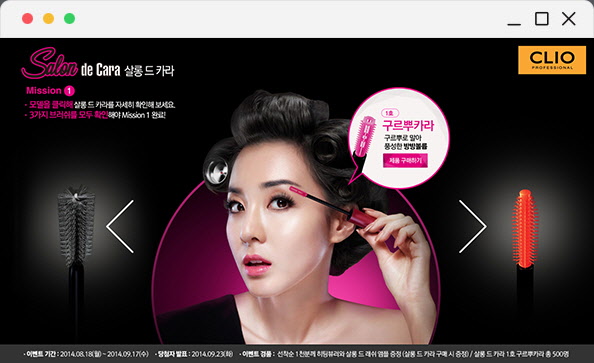 Salon de Cara 살롱 드 카라
CLIO
PROFESSIONAL
Mission 1
· 모델을 클릭해 살롱 드 카라를 자세히 확인해 보세요.
· 3가지 브러쉬를 모두 확인해야 Mission 1 완료!
1호
구르뿌카라
구르뿌로 말아
풍성한 빵빵볼륨
제품 구매하기
· 이벤트 기간 : 2014.08.18(월) ~ 2014.09.17(수) · 당첨자 발표 : 2014.09.23(화) · 이벤트 경품 : 선착순 1천분께 히팅뷰러와 살롱 드 래쉬 앰플 증정 (살롱 드 카라 구매 시 증정) / 살롱 드 카라 1호 구르뿌카라 총 500명